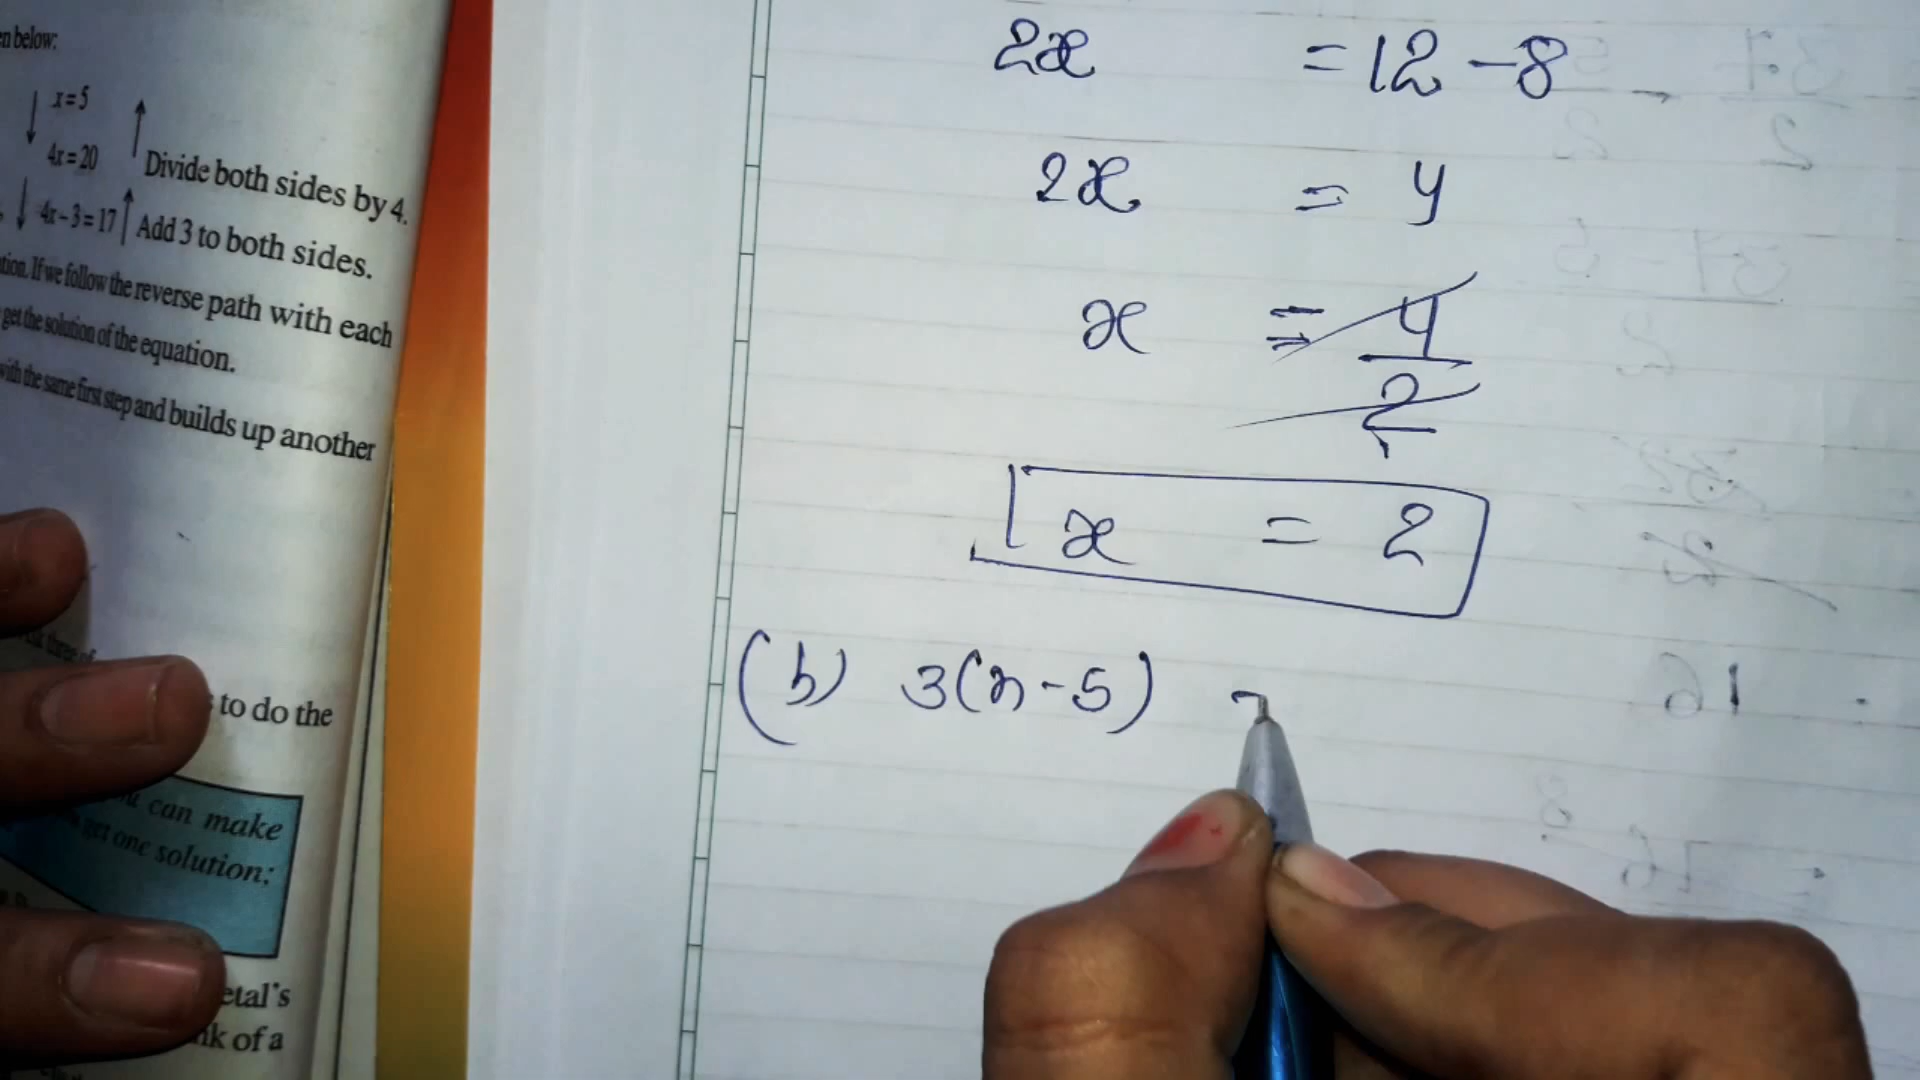 en below:
x = 5
4x = 20
Divide both sides by 4.
4x – 3 = 17 Add 3 to both sides.
tion. If we follow the reverse path with each
get the solution of the equation.
with the same first step and builds up another
to do the
can make
get one solution:
etal's
nk of a
2x = 12 - 8
2x = 4
x = 4/2
x = 2
(b) 3(n-5)